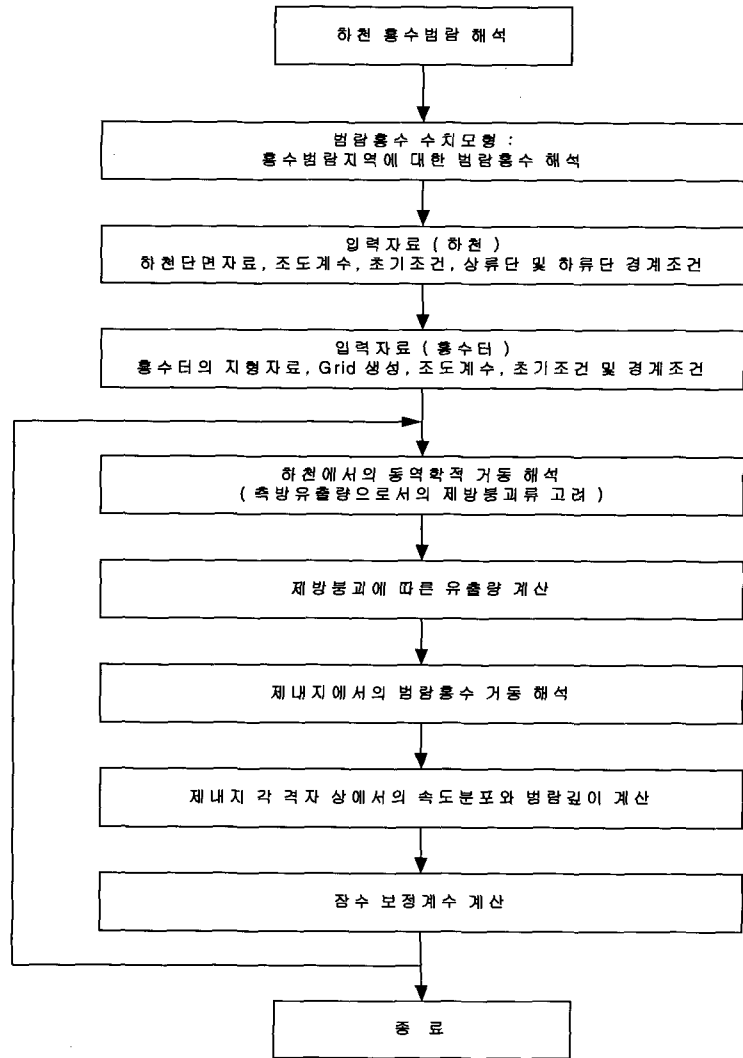 하천 홍수범람 해석
범람홍수 수치모형 :
홍수범람지역에 대한 범람홍수 해석
입력자료 ( 하천 )
하천단면자료, 조도계수, 초기조건, 상류단 및 하류단 경계조건
입력자료 ( 홍수터 )
홍수터의 지형자료, Grid 생성, 조도계수, 초기조건 및 경계조건
하천에서의 동역학적 거동 해석
( 측방유출량으로서의 제방붕괴류 고려 )
제방붕괴에 따른 유출량 계산
제내지에서의 범람홍수 거동 해석
제내지 각 격자 상에서의 속도분포와 범람깊이 계산
잠수 보정계수 계산
종 료